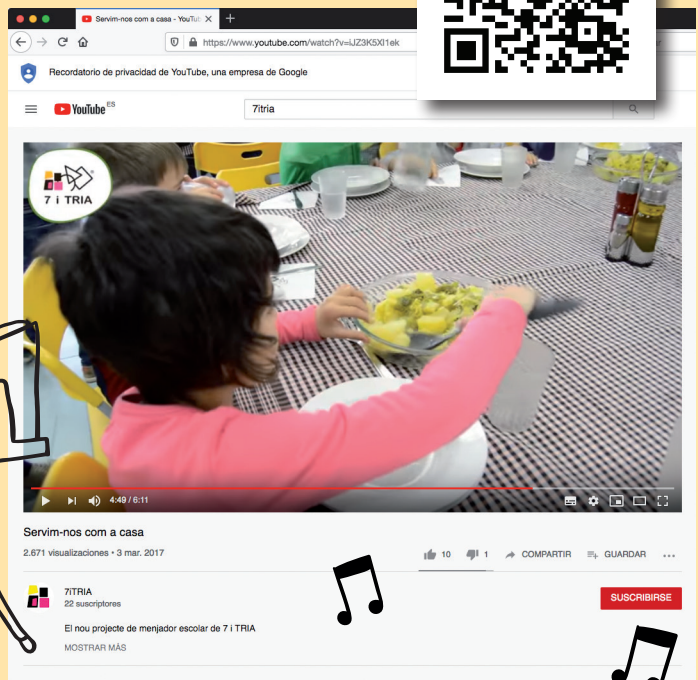 Servim-nos com a casa - YouTub
https://www.youtube.com/watch?v=iJZ3K5XI1ek
Recordatorio de privacidad de YouTube, una empresa de Google
YouTube ES
7itria
7 i TRIA
4:49 / 6:11
Servim-nos com a casa
2.671 visualizaciones • 3 mar. 2017
10 1 COMPARTIR GUARDAR
7iTRIA
22 suscriptores
SUSCRIBIRSE
El nou projecte de menjador escolar de 7 i TRIA
MOSTRAR MÁS